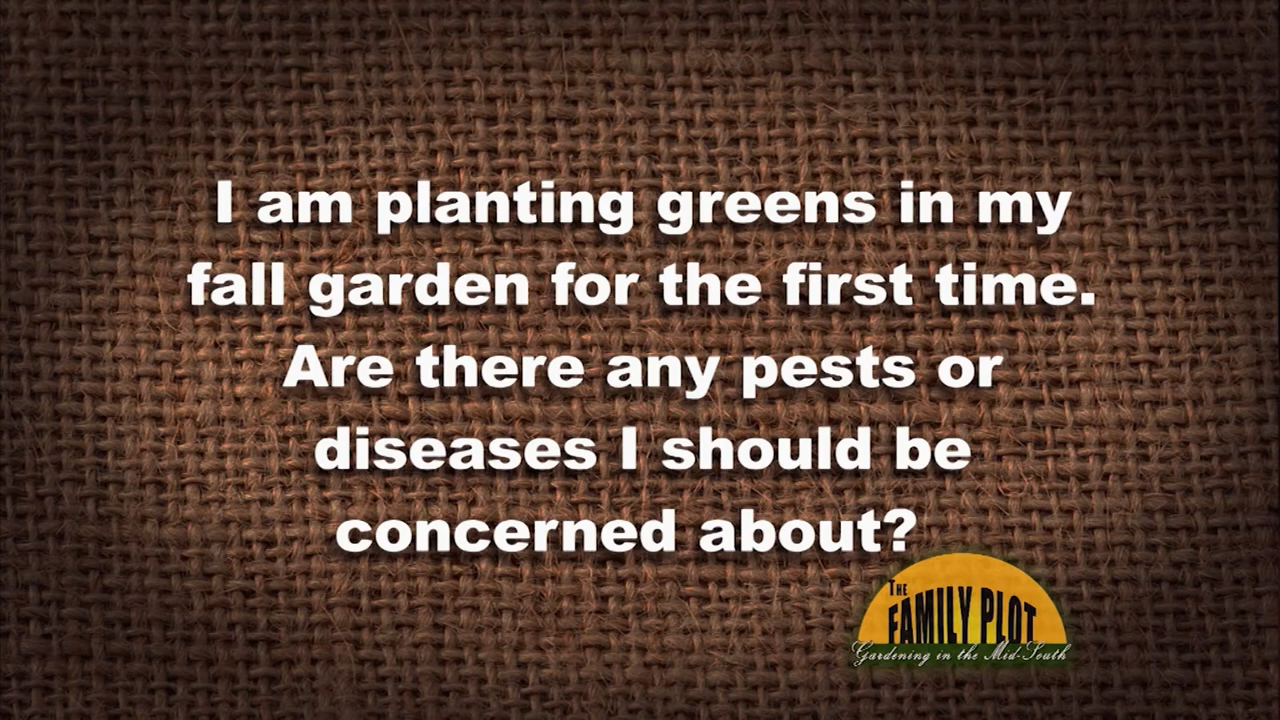 I am planting greens in my
fall garden for the first time.
Are there any pests or
diseases I should be
concerned about?
THE
FAMILY PLOT
Gardening in the Mid-South